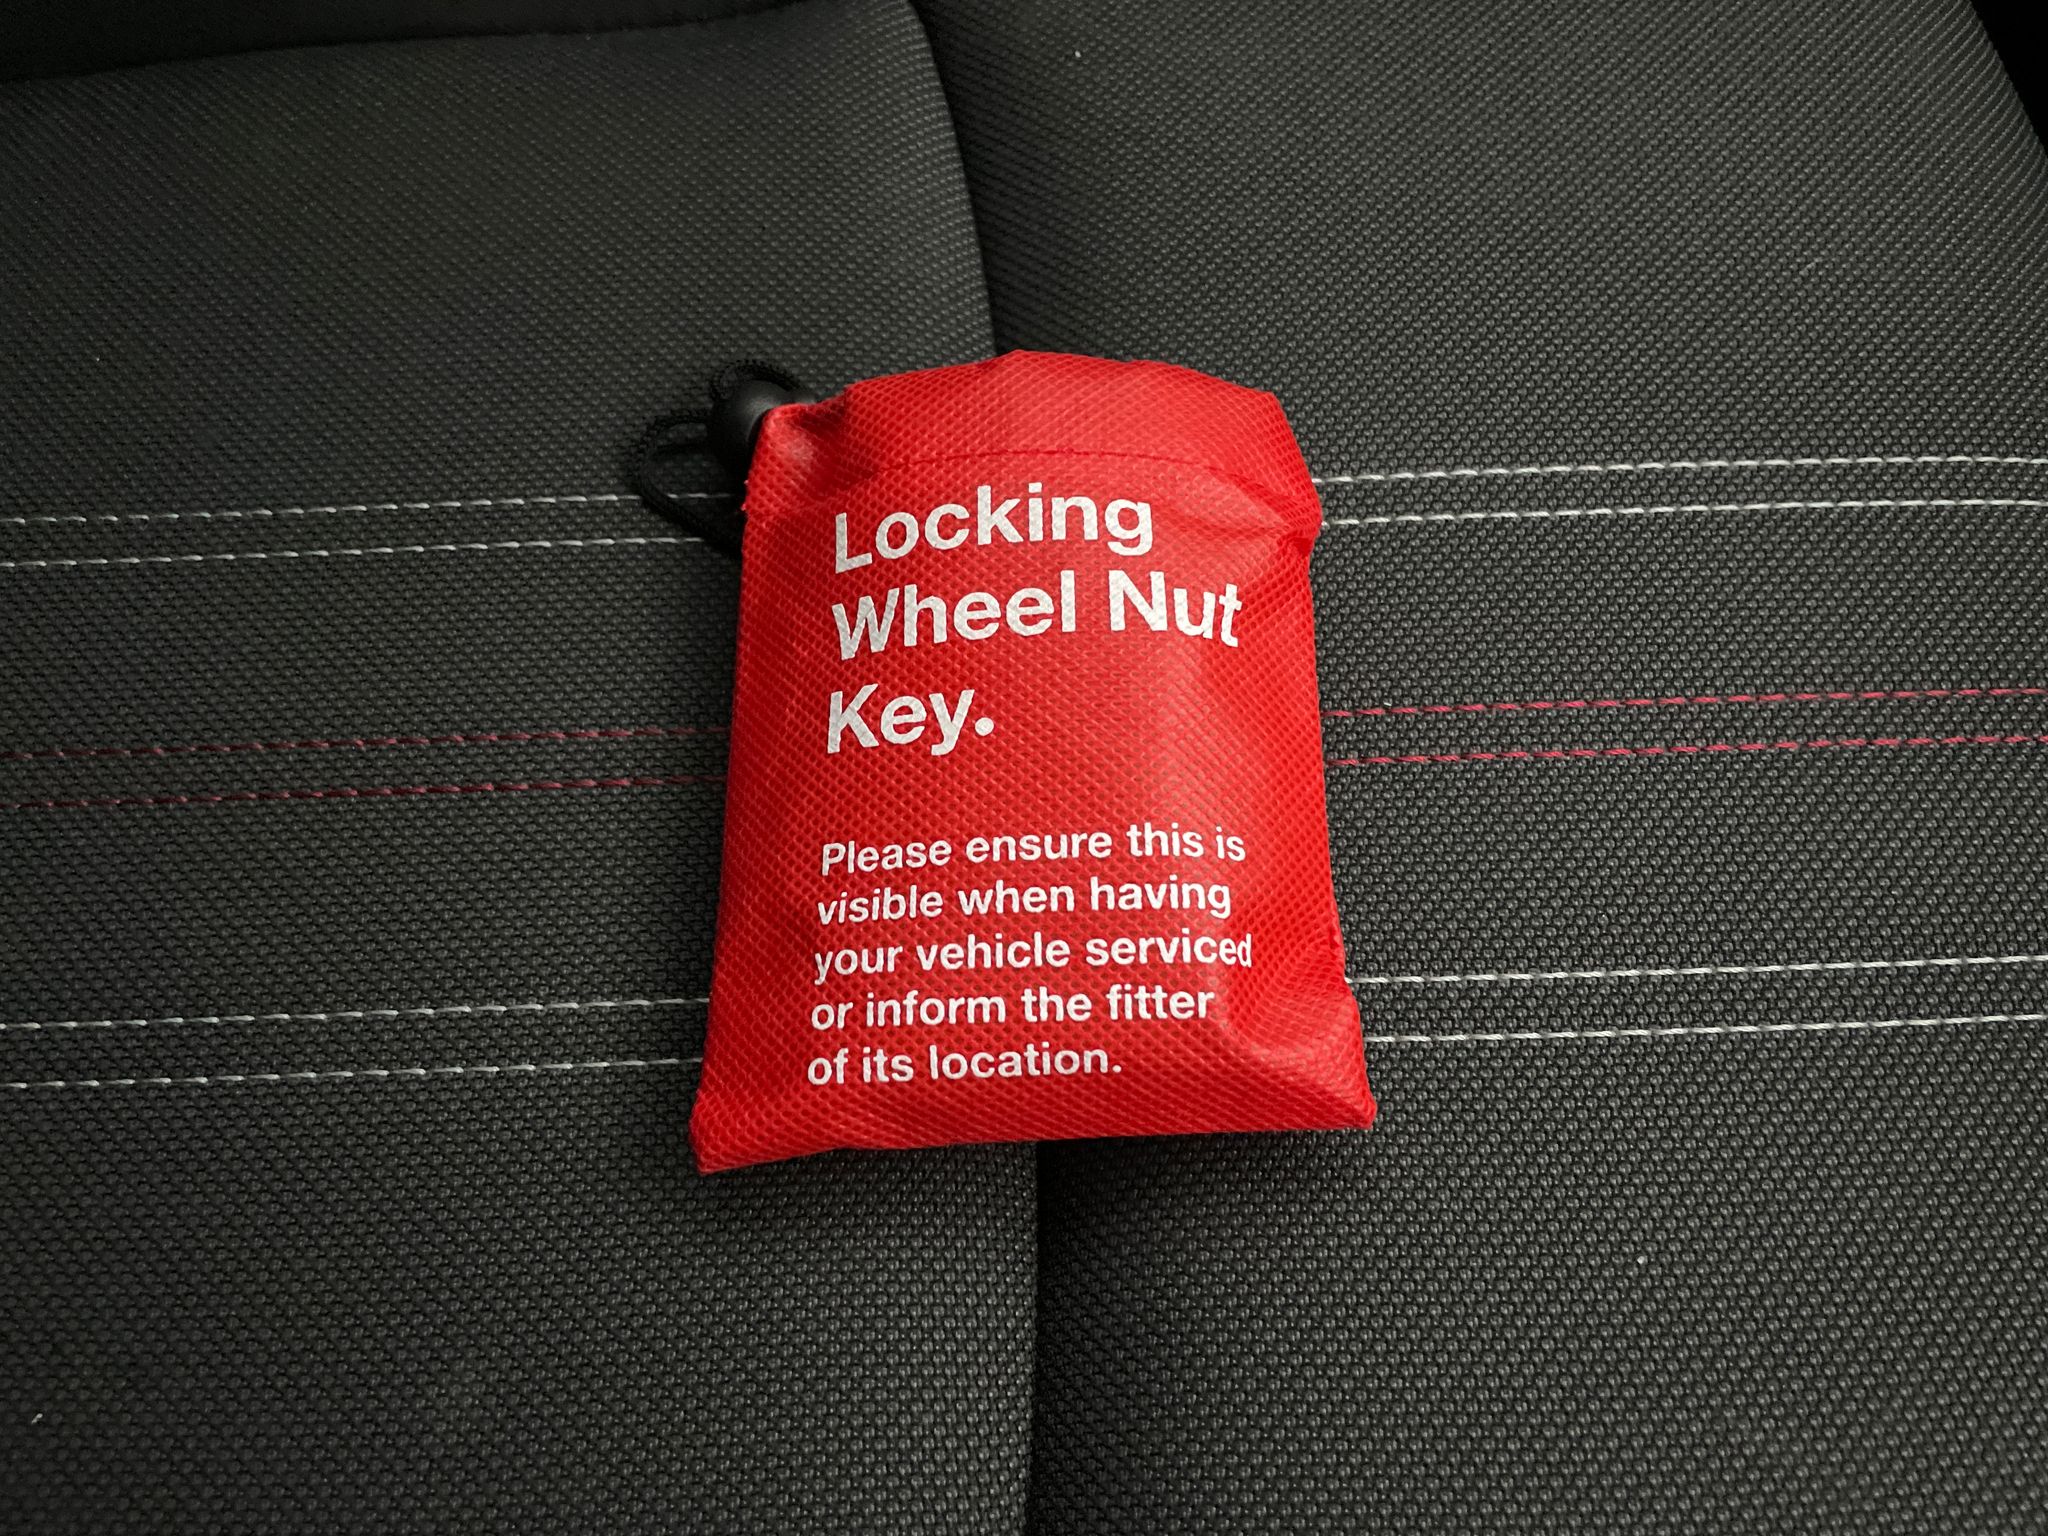 Locking
Wheel Nut
Key.
Please ensure this is
visible when having
your vehicle serviced
or inform the fitter
of its location.